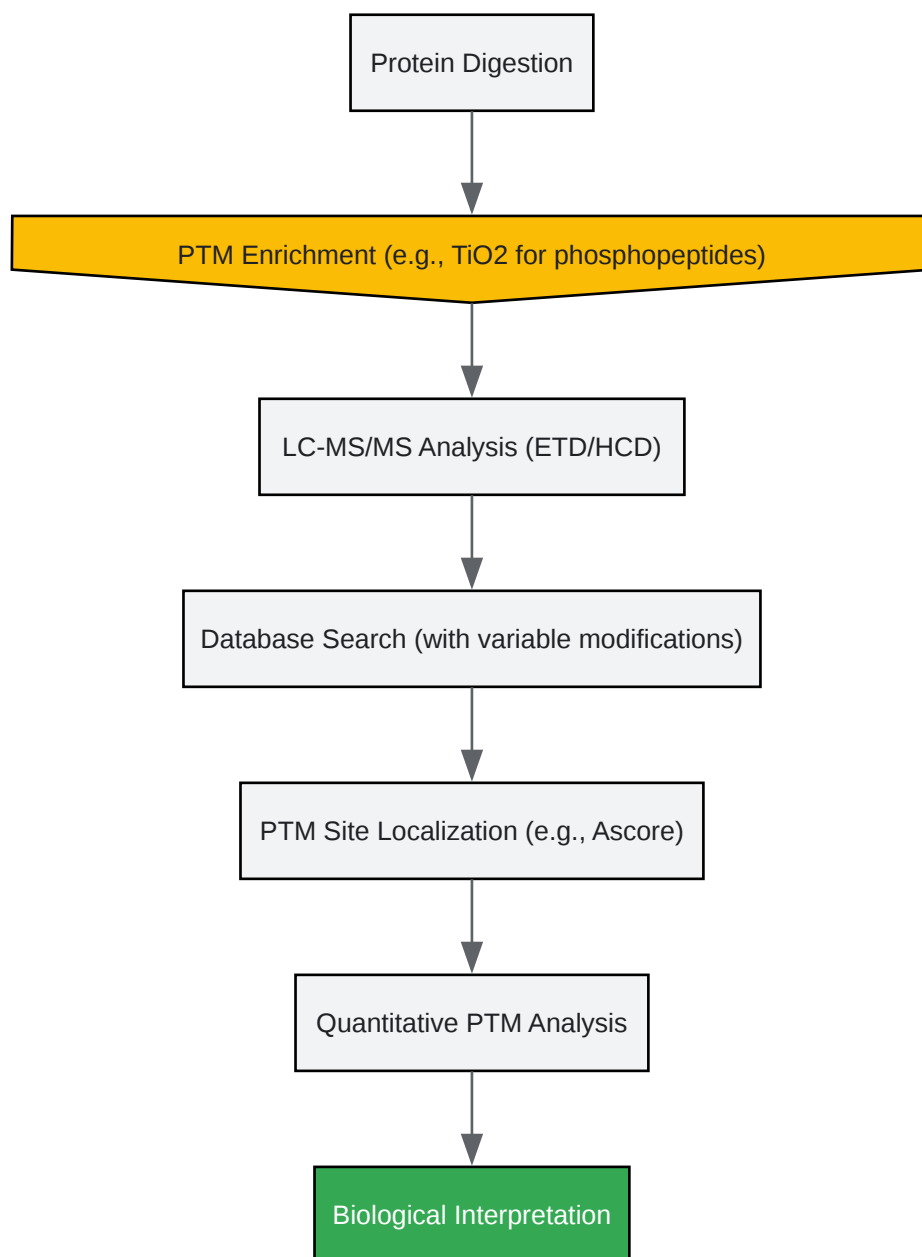 Protein Digestion
PTM Enrichment (e.g., TiO2 for phosphopeptides)
LC-MS/MS Analysis (ETD/HCD)
Database Search (with variable modifications)
PTM Site Localization (e.g., Ascore)
Quantitative PTM Analysis
Biological Interpretation